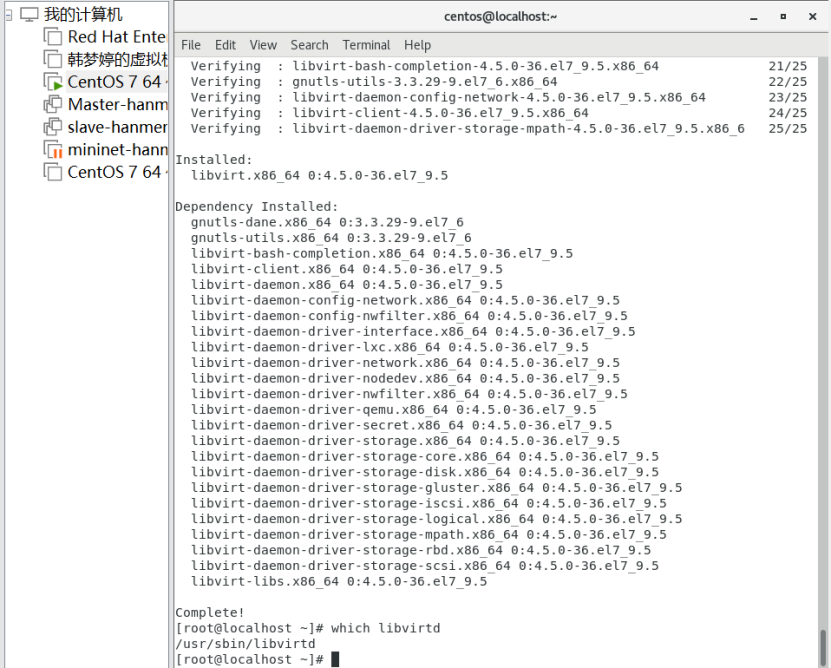 我的计算机
Red Hat Ente
韩梦婷的虚拟
CentOS 7 64
Master-hanm
slave-hanmer
mininet-hann
CentOS 7 64
centos@localhost:~
File Edit View Search Terminal Help
Verifying : libvirt-bash-completion-4.5.0-36.el7_9.5.x86_64 21/25
Verifying : gnutls-utils-3.3.29-9.el7_6.x86_64 22/25
Verifying : libvirt-daemon-config-network-4.5.0-36.el7_9.5.x86_64 23/25
Verifying : libvirt-client-4.5.0-36.el7_9.5.x86_64 24/25
Verifying : libvirt-daemon-driver-storage-mpath-4.5.0-36.el7_9.5.x86_6 25/25
Installed:
libvirt.x86_64 0:4.5.0-36.el7_9.5
Dependency Installed:
gnutls-dane.x86_64 0:3.3.29-9.el7_6
gnutls-utils.x86_64 0:3.3.29-9.el7_6
libvirt-bash-completion.x86_64 0:4.5.0-36.el7_9.5
libvirt-client.x86_64 0:4.5.0-36.el7_9.5
libvirt-daemon.x86_64 0:4.5.0-36.el7_9.5
libvirt-daemon-config-network.x86_64 0:4.5.0-36.el7_9.5
libvirt-daemon-config-nwfilter.x86_64 0:4.5.0-36.el7_9.5
libvirt-daemon-driver-interface.x86_64 0:4.5.0-36.el7_9.5
libvirt-daemon-driver-lxc.x86_64 0:4.5.0-36.el7_9.5
libvirt-daemon-driver-network.x86_64 0:4.5.0-36.el7_9.5
libvirt-daemon-driver-nodedev.x86_64 0:4.5.0-36.el7_9.5
libvirt-daemon-driver-nwfilter.x86_64 0:4.5.0-36.el7_9.5
libvirt-daemon-driver-qemu.x86_64 0:4.5.0-36.el7_9.5
libvirt-daemon-driver-secret.x86_64 0:4.5.0-36.el7_9.5
libvirt-daemon-driver-storage.x86_64 0:4.5.0-36.el7_9.5
libvirt-daemon-driver-storage-core.x86_64 0:4.5.0-36.el7_9.5
libvirt-daemon-driver-storage-disk.x86_64 0:4.5.0-36.el7_9.5
libvirt-daemon-driver-storage-gluster.x86_64 0:4.5.0-36.el7_9.5
libvirt-daemon-driver-storage-iscsi.x86_64 0:4.5.0-36.el7_9.5
libvirt-daemon-driver-storage-logical.x86_64 0:4.5.0-36.el7_9.5
libvirt-daemon-driver-storage-mpath.x86_64 0:4.5.0-36.el7_9.5
libvirt-daemon-driver-storage-rbd.x86_64 0:4.5.0-36.el7_9.5
libvirt-daemon-driver-storage-scsi.x86_64 0:4.5.0-36.el7_9.5
libvirt-libs.x86_64 0:4.5.0-36.el7_9.5
Complete!
[root@localhost ~]# which libvirtd
/usr/sbin/libvirtd
[root@localhost ~]#